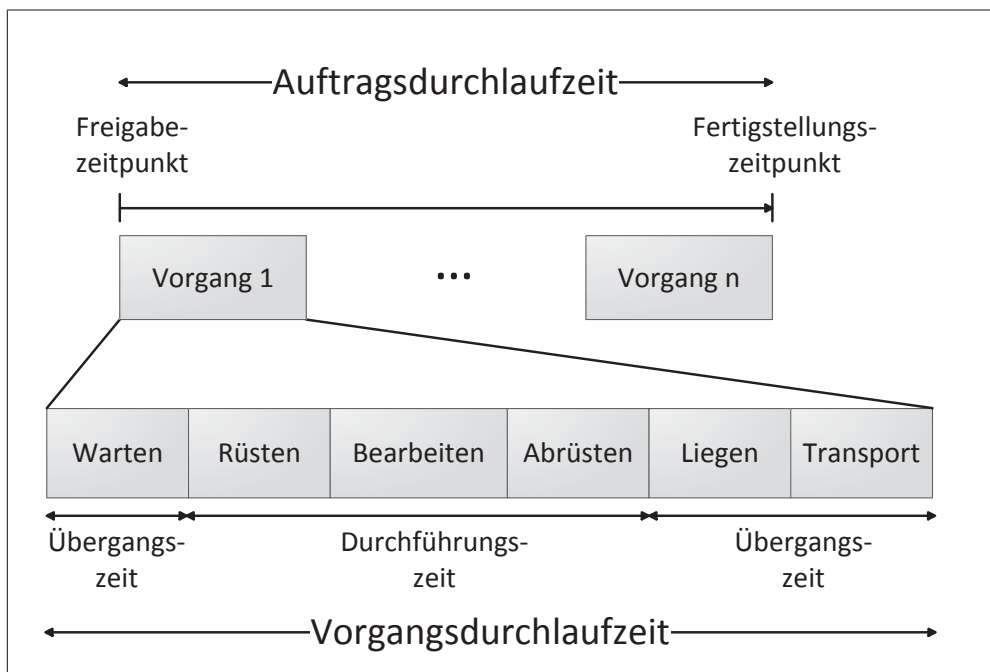 Auftragsdurchlaufzeit
Freigabe-
zeitpunkt
Fertigstellungs-
zeitpunkt
Vorgang 1
...
Vorgang n
Warten
Rüsten
Bearbeiten
Abrüsten
Liegen
Transport
Übergangs-
zeit
Durchführungs-
zeit
Übergangs-
zeit
Vorgangsdurchlaufzeit